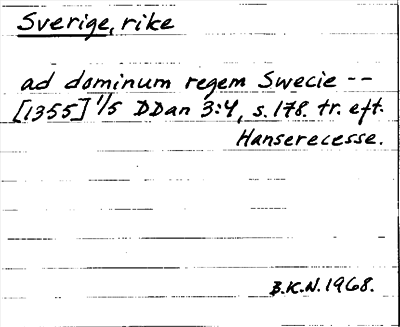 Sverige, rike
ad dominum regem Swecie --
[1355] 1/5 DDan 3:4, s. 178. tr. eft.
Hanserecesse.
B.K.N. 1968.